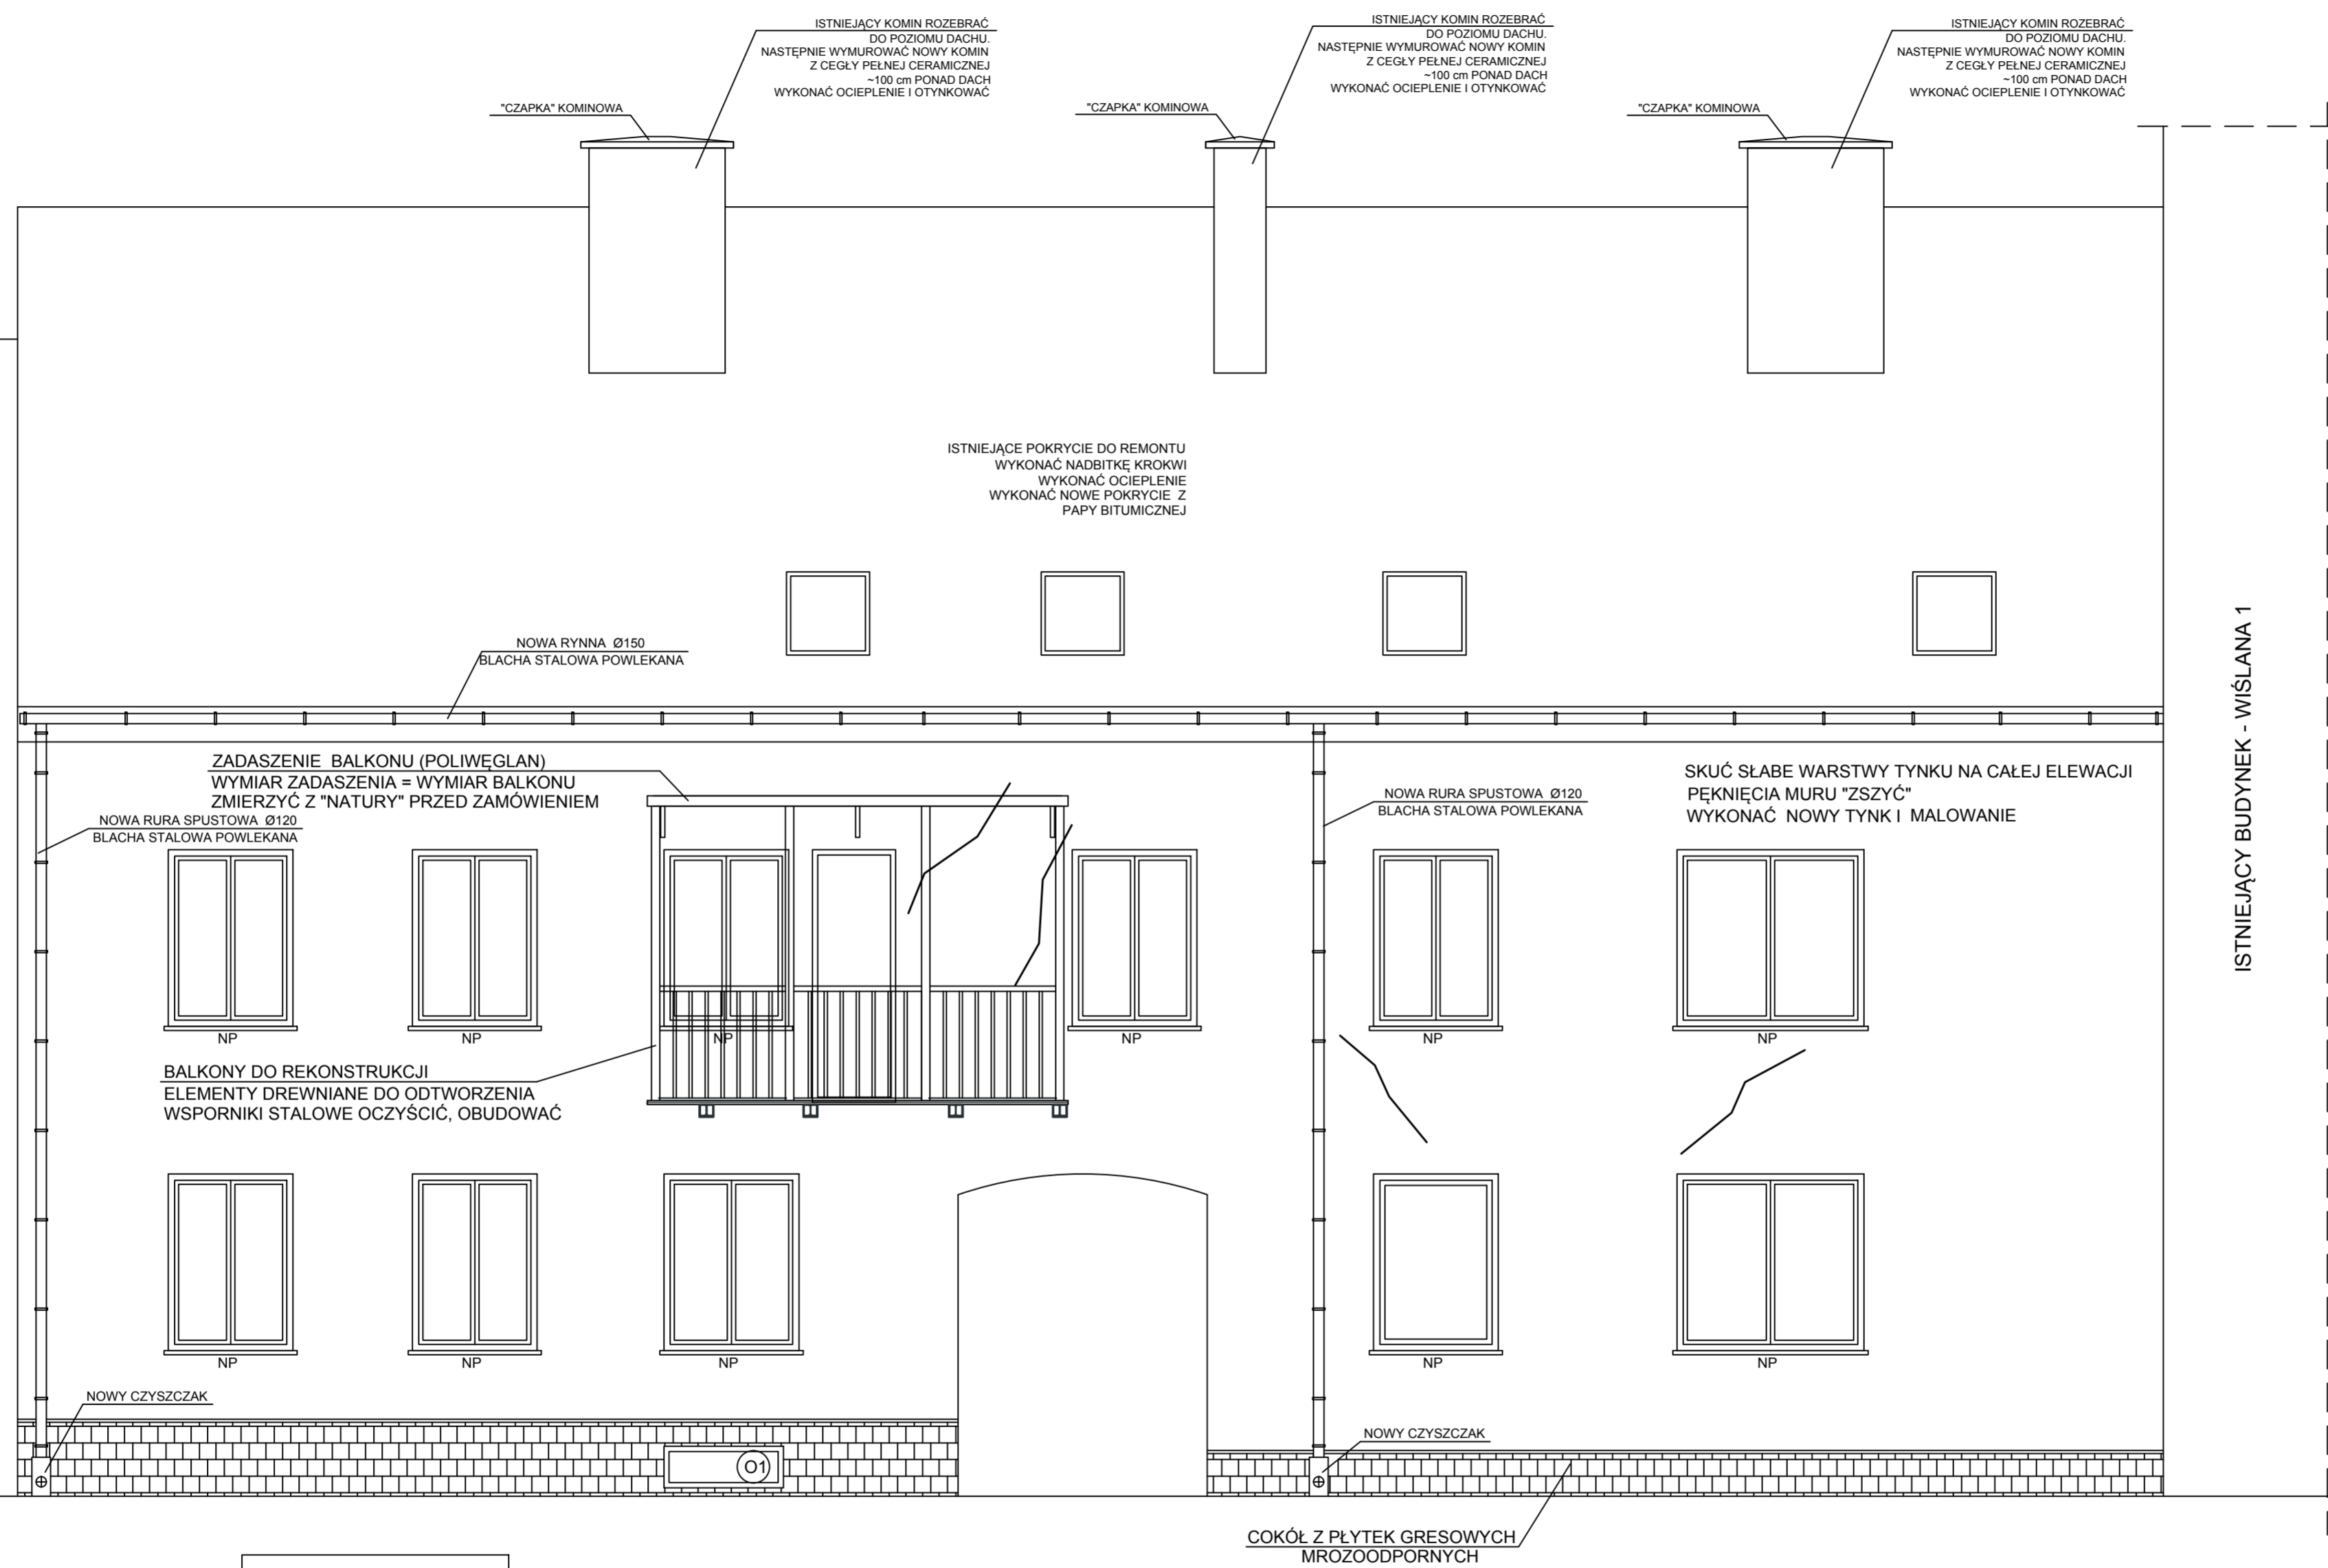 ISTNIEJĄCY KOMIN ROZEBRAĆ
DO POZIOMU DACHU.
NASTĘPNIE WYMUROWAĆ NOWY KOMIN
Z CEGŁY PEŁNEJ CERAMICZNEJ
~100 cm PONAD DACH
WYKONAĆ OCIEPLENIE I OTYNKOWAĆ
"CZAPKA" KOMINOWA
ISTNIEJĄCY KOMIN ROZEBRAĆ
DO POZIOMU DACHU.
NASTĘPNIE WYMUROWAĆ NOWY KOMIN
Z CEGŁY PEŁNEJ CERAMICZNEJ
~100 cm PONAD DACH
WYKONAĆ OCIEPLENIE I OTYNKOWAĆ
"CZAPKA" KOMINOWA
ISTNIEJĄCY KOMIN ROZEBRAĆ
DO POZIOMU DACHU.
NASTĘPNIE WYMUROWAĆ NOWY KOMIN
Z CEGŁY PEŁNEJ CERAMICZNEJ
~100 cm PONAD DACH
WYKONAĆ OCIEPLENIE I OTYNKOWAĆ
"CZAPKA" KOMINOWA
ISTNIEJĄCE POKRYCIE DO REMONTU
WYKONAĆ NADBITKĘ KROKWI
WYKONAĆ OCIEPLENIE
WYKONAĆ NOWE POKRYCIE Z
PAPY BITUMICZNEJ
NOWA RYNNA Ø150
BLACHA STALOWA POWLEKANA
ISTNIEJĄCY BUDYNEK - WIŚLANA 1
ZADASZENIE BALKONU (POLIWĘGLAN)
WYMIAR ZADASZENIA = WYMIAR BALKONU
ZMIERZYĆ Z "NATURY" PRZED ZAMÓWIENIEM
NOWA RURA SPUSTOWA Ø120
BLACHA STALOWA POWLEKANA
NOWA RURA SPUSTOWA Ø120
BLACHA STALOWA POWLEKANA
SKUĆ SŁABE WARSTWY TYNKU NA CAŁEJ ELEWACJI
PĘKNIĘCIA MURU "ZSZYĆ"
WYKONAĆ NOWY TYNK I MALOWANIE
NP
NP
NP
NP
NP
NP
BALKONY DO REKONSTRUKCJI
ELEMENTY DREWNIANE DO ODTWORZENIA
WSPORNIKI STALOWE OCZYŚCIĆ, OBUDOWAĆ
NP
NP
NP
NP
NP
NOWY CZYSZCZAK
O1
NOWY CZYSZCZAK
COKÓŁ Z PŁYTEK GRESOWYCH
MROZOODPORNYCH